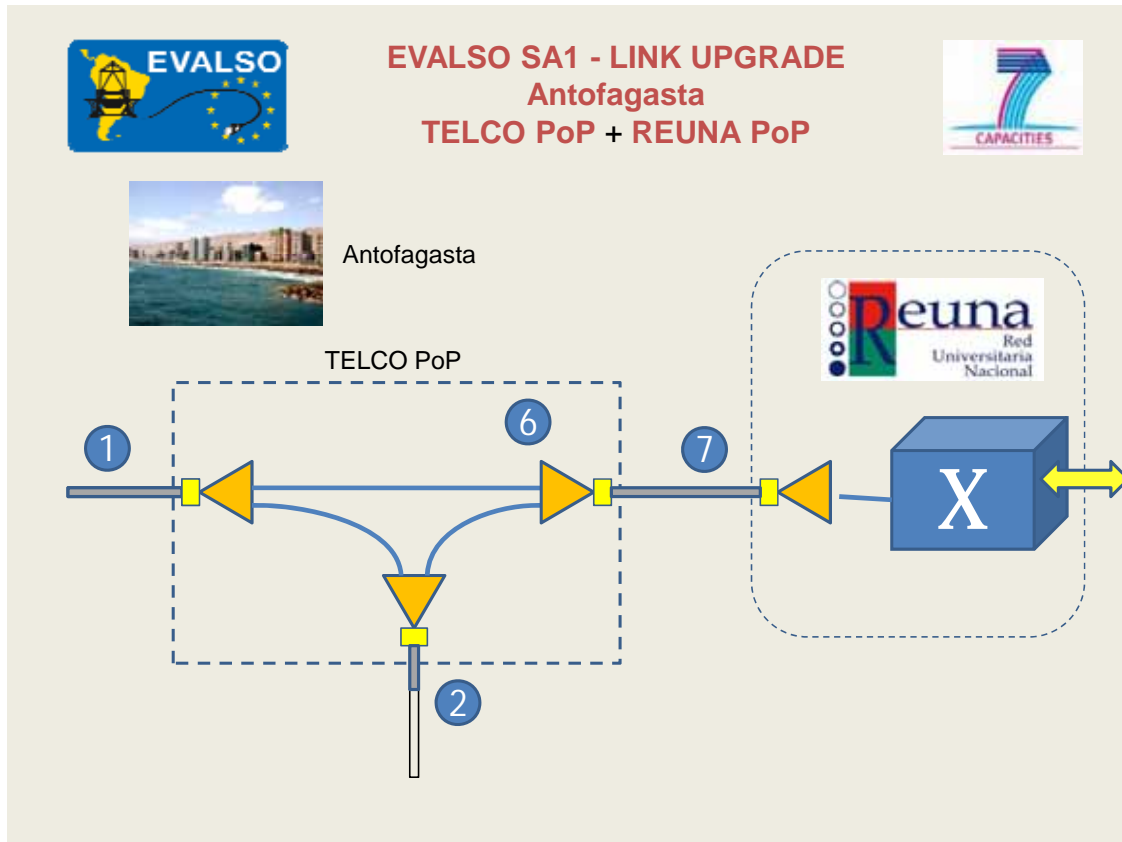 EVALSO
EVALSO SA1 - LINK UPGRADE
Antofagasta
TELCO PoP + REUNA PoP
7
CAPACITIES
Antofagasta
Reuna
Red
Universitaria
Nacional
TELCO PoP
1
6
7
X
2